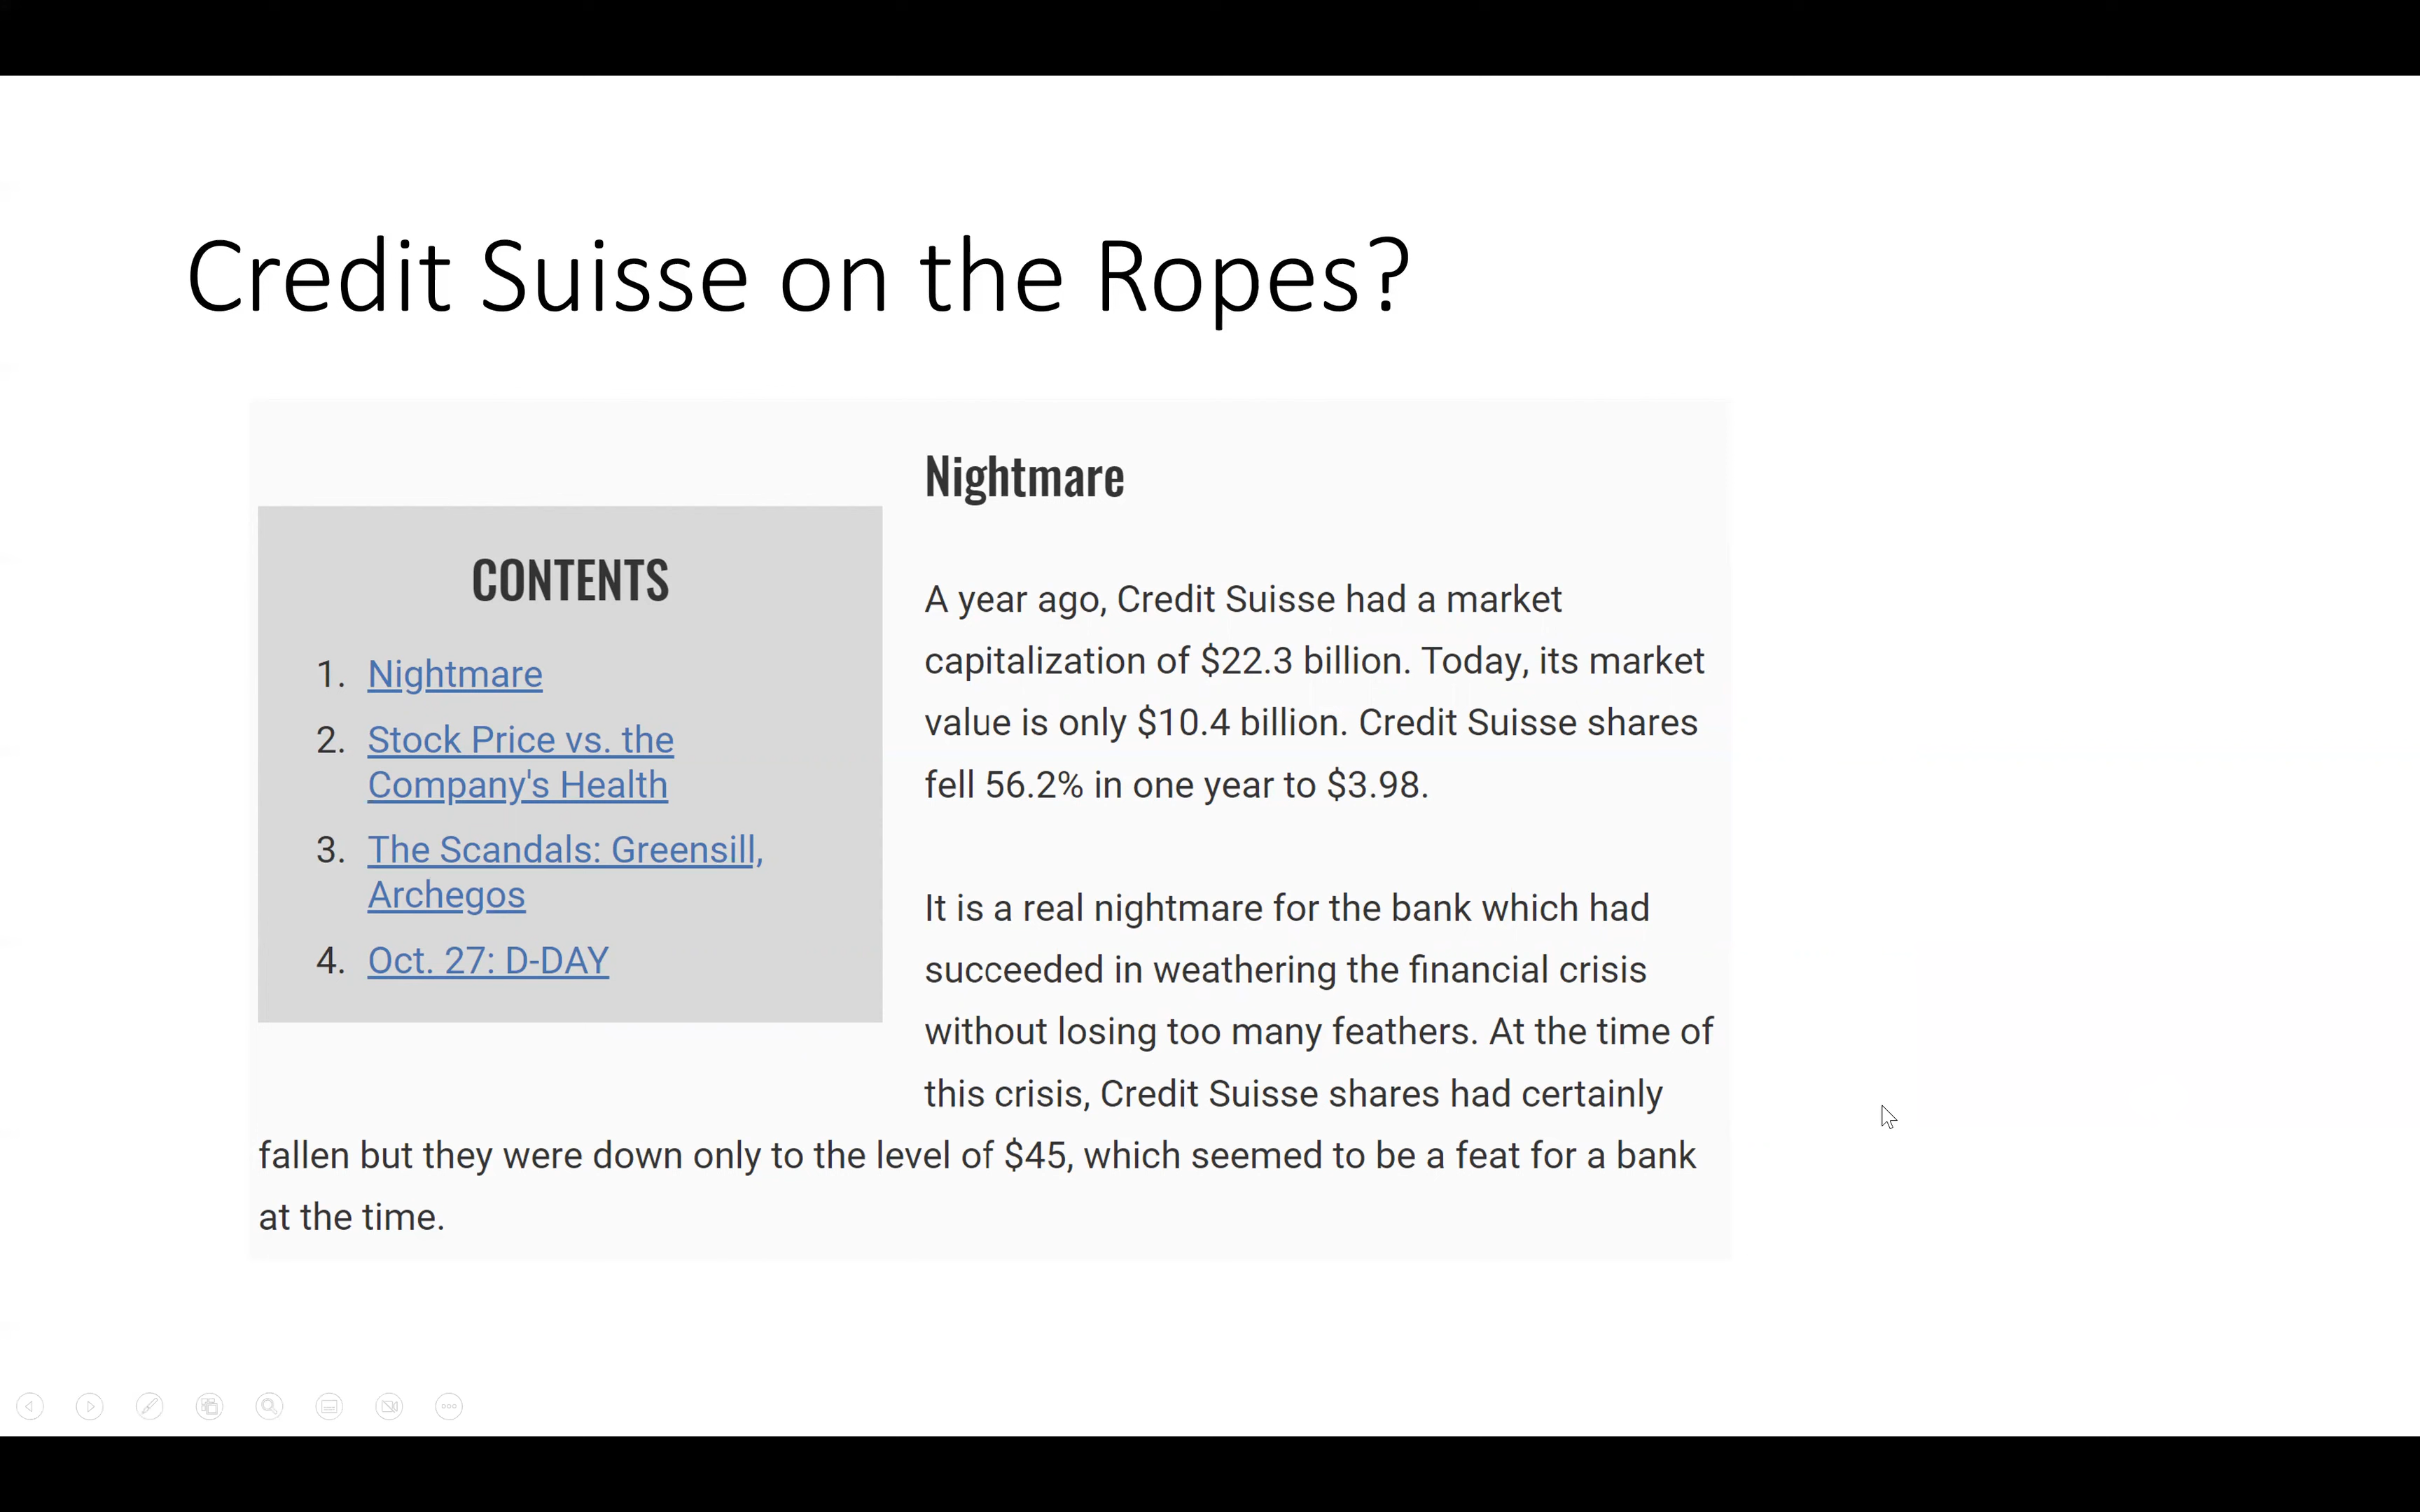 Credit Suisse on the Ropes?
CONTENTS
1. Nightmare
2. Stock Price vs. the
Company's Health
3. The Scandals: Greensill,
Archegos
4. Oct. 27: D-DAY
Nightmare
A year ago, Credit Suisse had a market
capitalization of $22.3 billion. Today, its market
value is only $10.4 billion. Credit Suisse shares
fell 56.2% in one year to $3.98.
It is a real nightmare for the bank which had
succeeded in weathering the financial crisis
without losing too many feathers. At the time of
this crisis, Credit Suisse shares had certainly
fallen but they were down only to the level of $45, which seemed to be a feat for a bank
at the time.